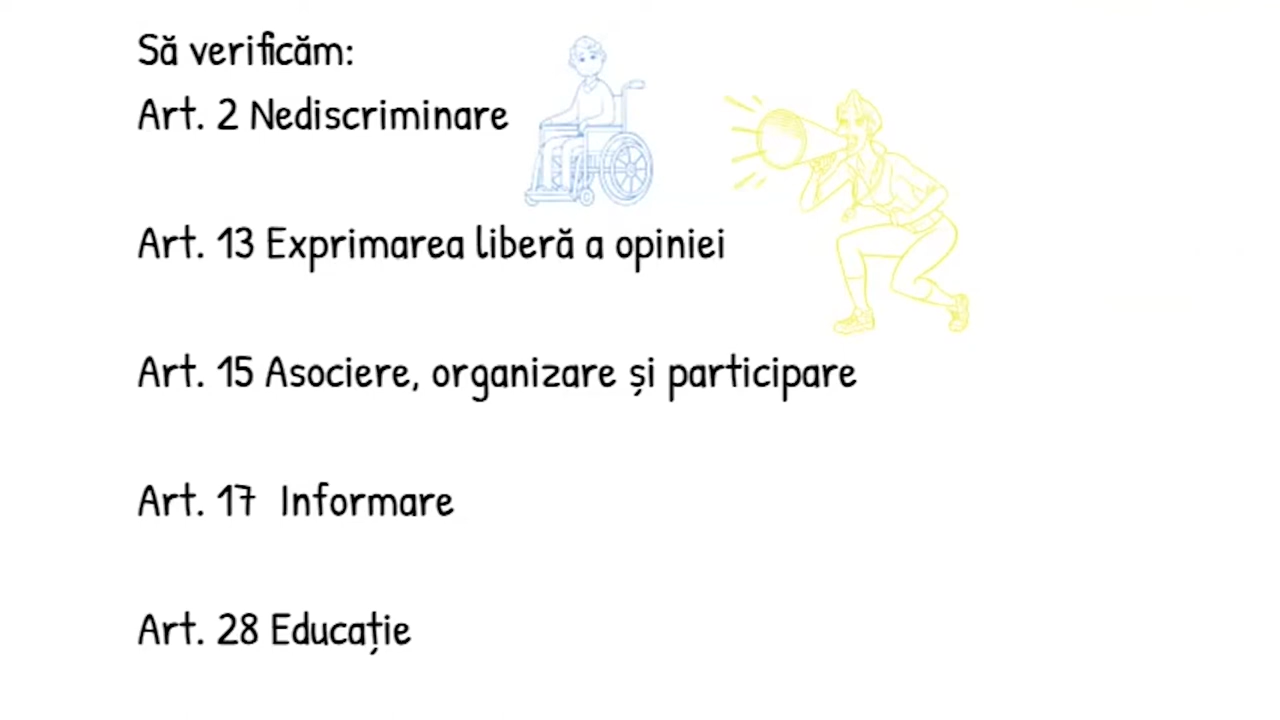 Să verificăm:
Art. 2 Nediscriminare
Art. 13 Exprimarea liberă a opiniei
Art. 15 Asociere, organizare și participare
Art. 17 Informare
Art. 28 Educație